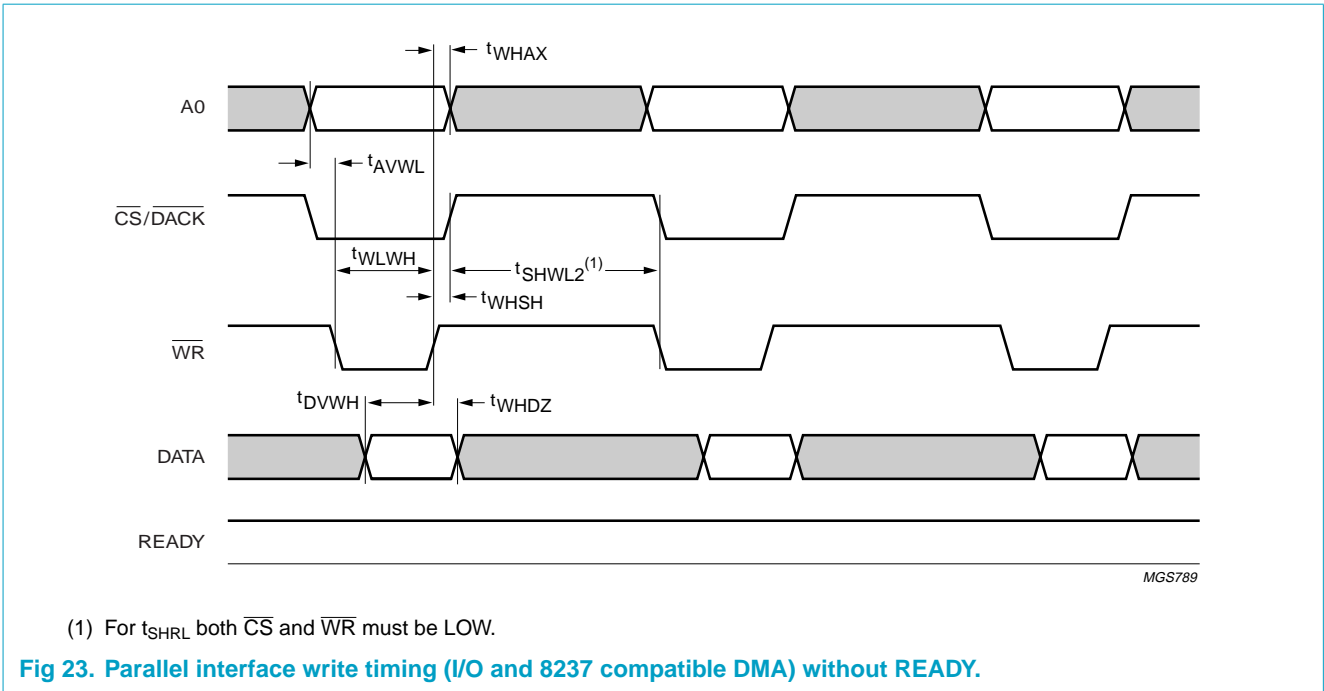 tWHAX
A0
tAVWL
CS/DACK
tWLWH
tSHWL2(1)
tWHSH
WR
tDVWH
tWHDZ
DATA
READY
MGS789
(1) For tSHRL both CS and WR must be LOW.
Fig 23. Parallel interface write timing (I/O and 8237 compatible DMA) without READY.